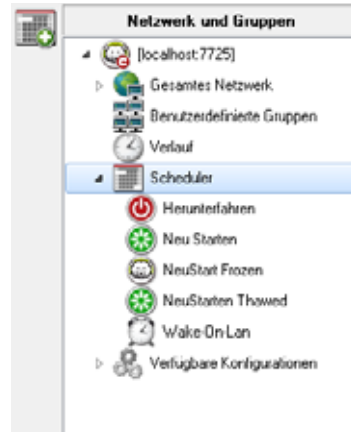 Netzwerk und Gruppen
[localhost:7725]
Gesamtes Netzwerk
Benutzerdefinierte Gruppen
Verlauf
Scheduler
Herunterfahren
Neu Starten
NeuStart Frozen
NeuStarten Thawed
Wake-On-Lan
Verfügbare Konfigurationen